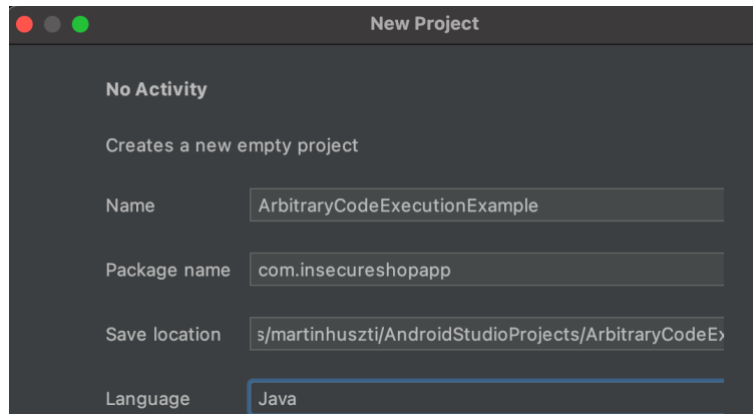 New Project
No Activity
Creates a new empty project
Name ArbitraryCodeExecutionExample
Package name com.insecureshopapp
Save location s/martinhuszti/AndroidStudioProjects/ArbitraryCodeEx
Language Java